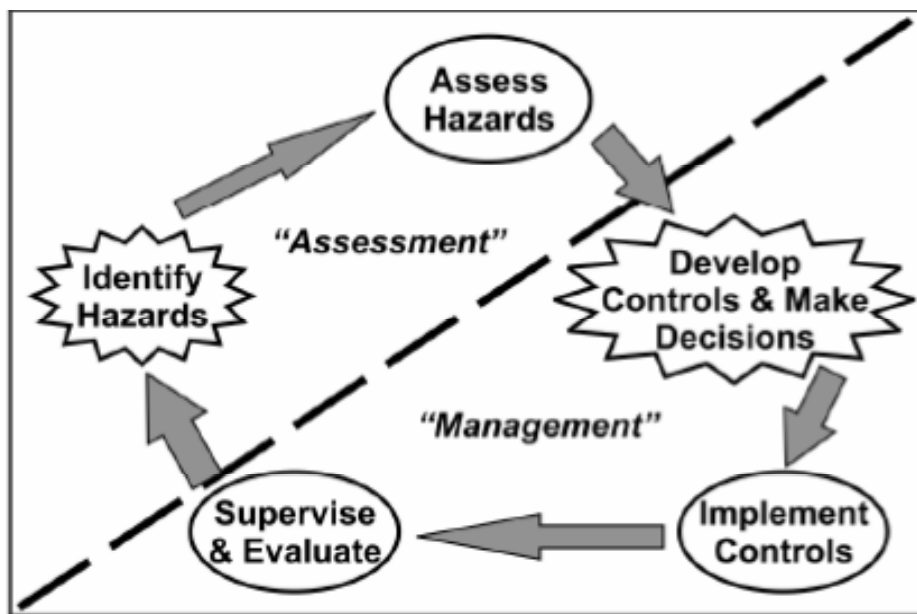 Assess
Hazards
“Assessment”
Identify
Hazards
Develop
Controls & Make
Decisions
“Management”
Supervise
& Evaluate
Implement
Controls